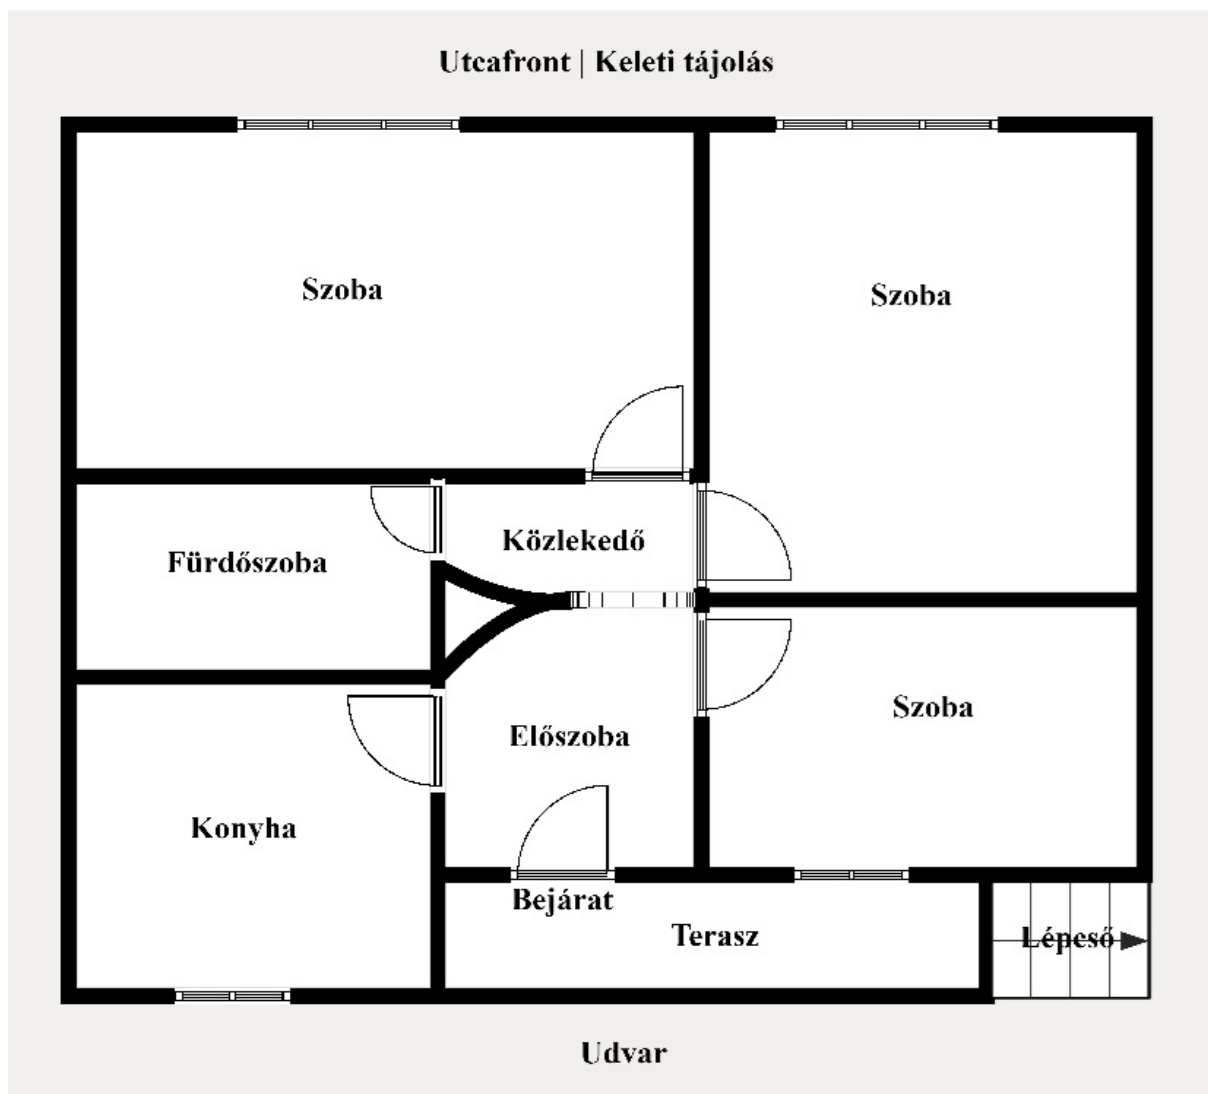 Utcafront | Keleti tájolás
Szoba
Szoba
Közlekedő
Fürdőszoba
Szoba
Előszoba
Konyha
Bejárat
Terasz
Lépcső
Udvar